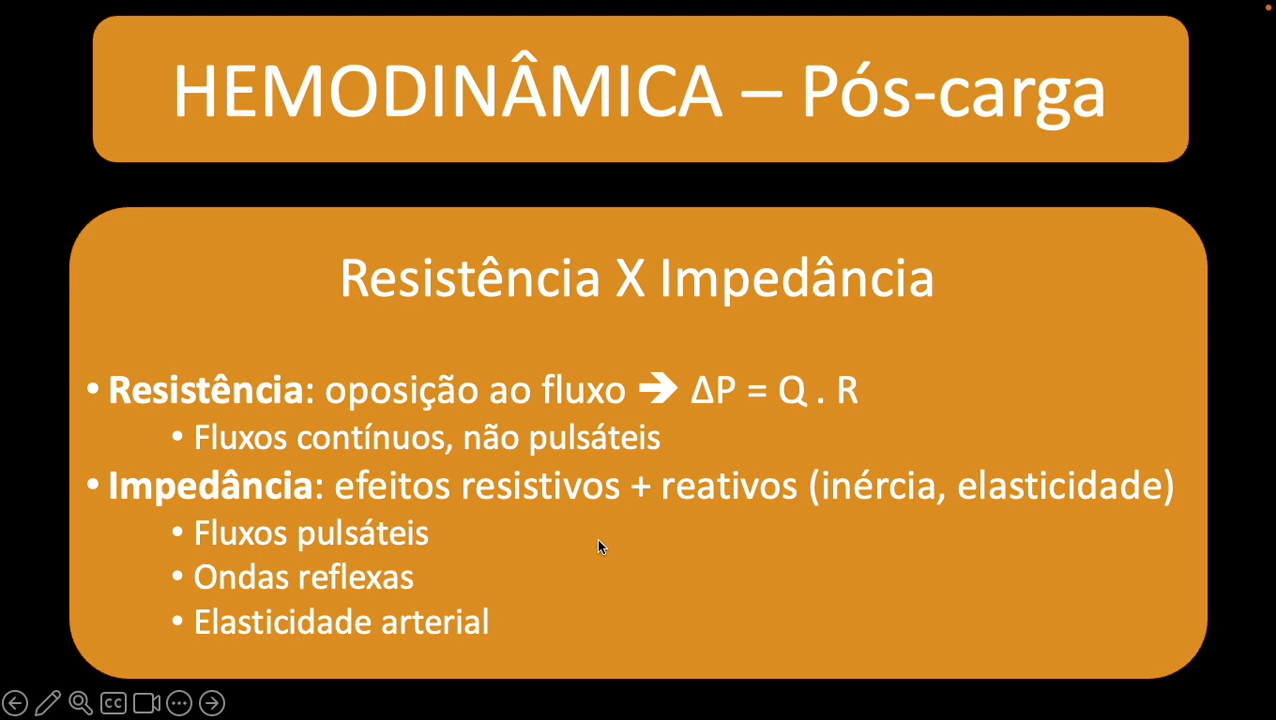 HEMODINÂMICA – Pós-carga
Resistência X Impedância
• Resistência: oposição ao fluxo 🡺 ΔP = Q . R
• Fluxos contínuos, não pulsáteis
• Impedância: efeitos resistivos + reativos (inércia, elasticidade)
• Fluxos pulsáteis
• Ondas reflexas
• Elasticidade arterial
CC